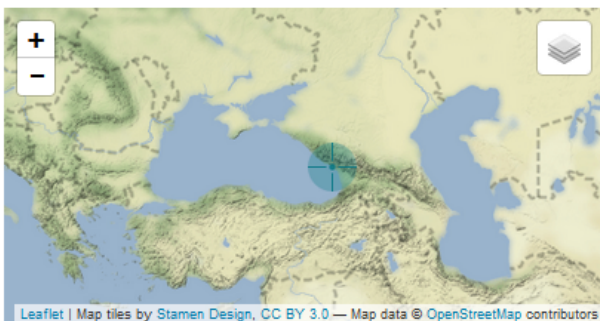 +
−
Leaflet | Map tiles by Stamen Design, CC BY 3.0 — Map data © OpenStreetMap contributors